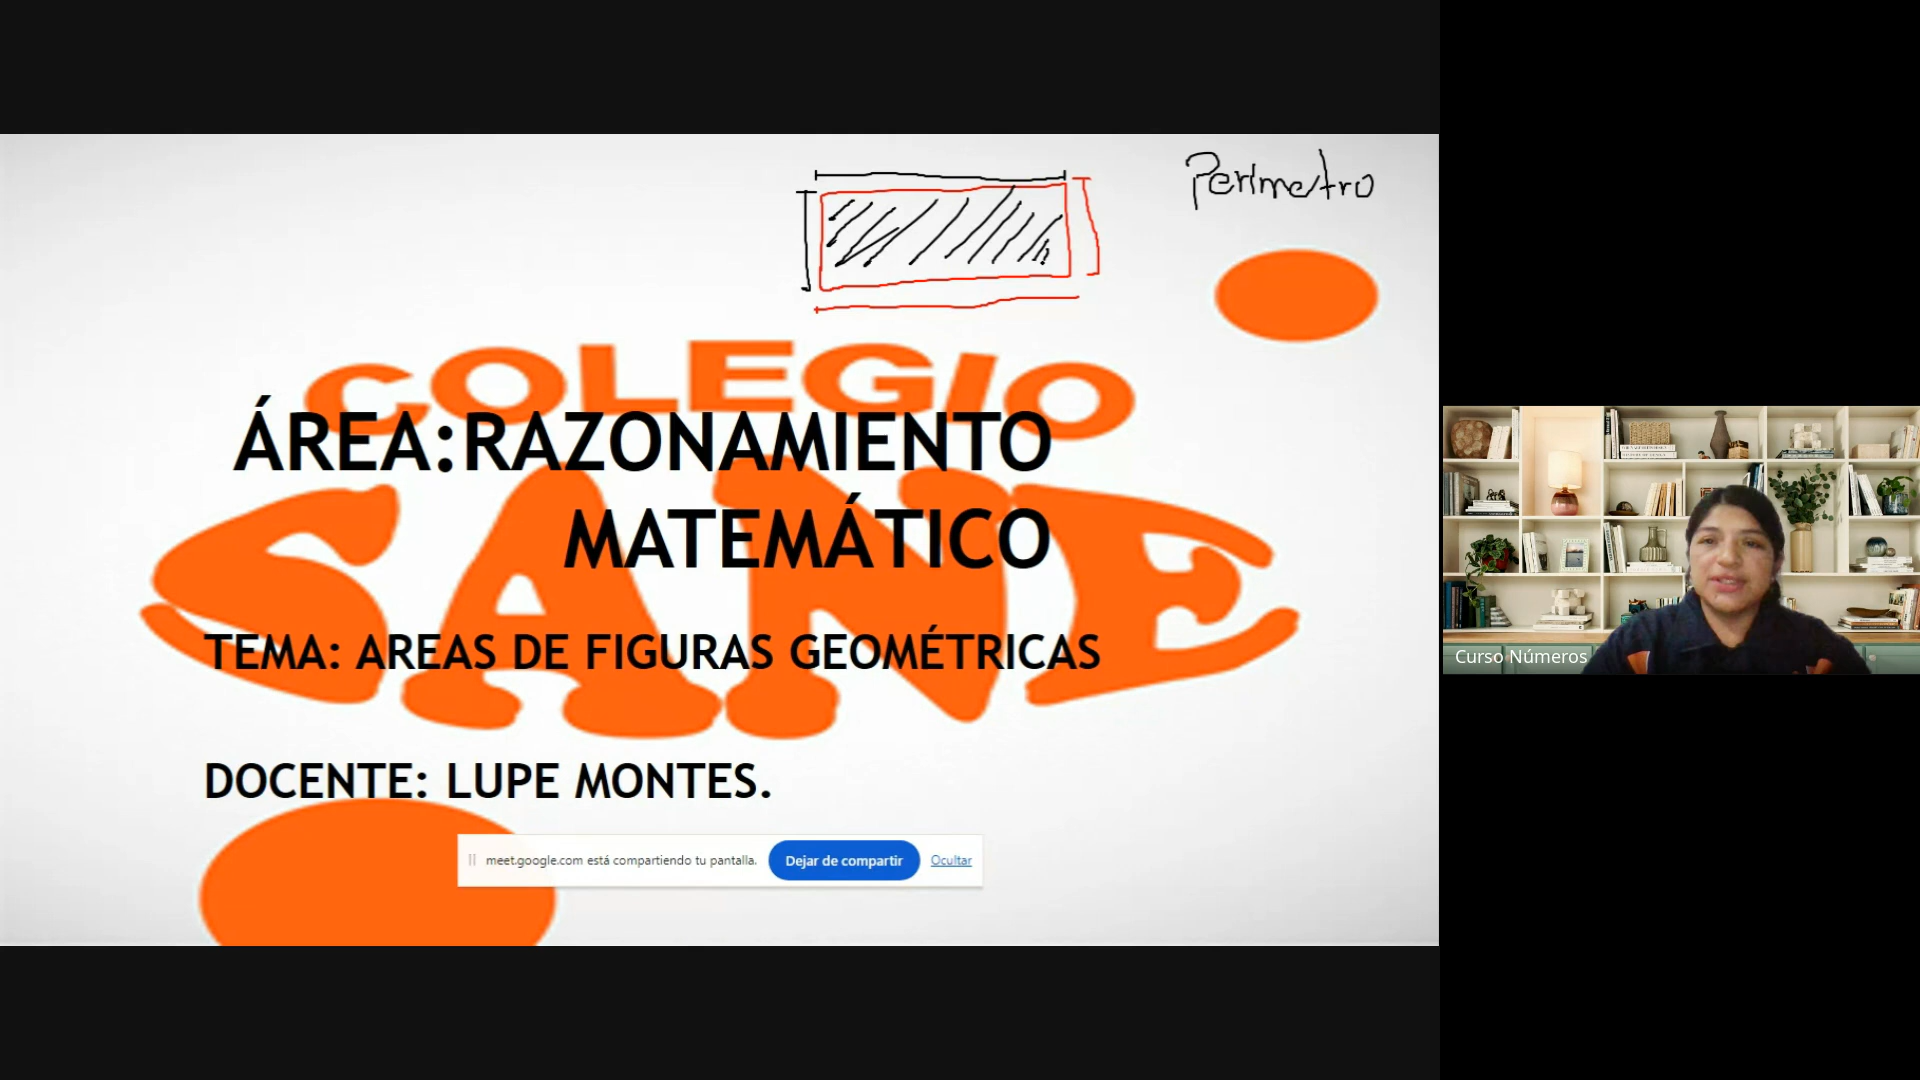 Perimetro
COLEGIO
SANE
ÁREA:RAZONAMIENTO
MATEMÁTICO
TEMA: AREAS DE FIGURAS GEOMÉTRICAS
DOCENTE: LUPE MONTES.
meet.google.com está compartiendo tu pantalla. Dejar de compartir Ocultar
Curso Números